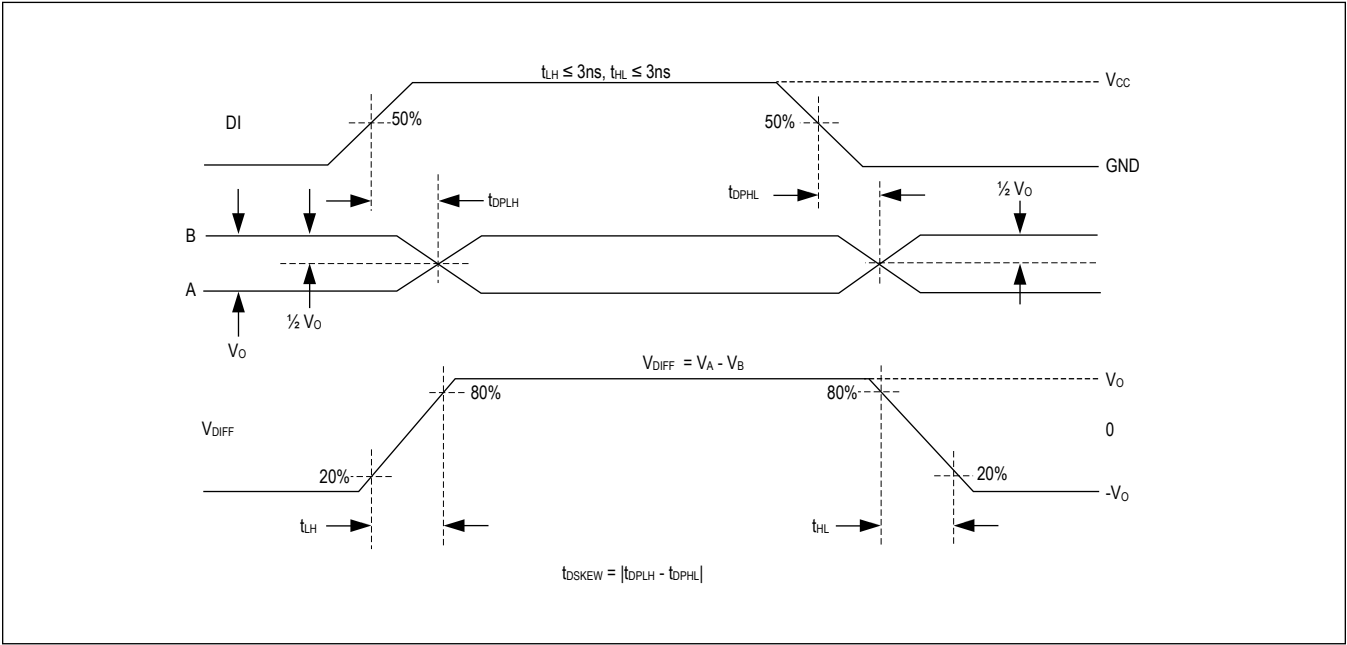 tLH ≤ 3ns, tHL ≤ 3ns
VCC
DI
50%
50%
GND
tDPLH
tDPHL
½ VO
B
A
½ VO
VO
VDIFF = VA - VB
VO
80%
80%
VDIFF
0
20%
20%
-VO
tLH
tHL
tDSKEW = |tDPLH - tDPHL|